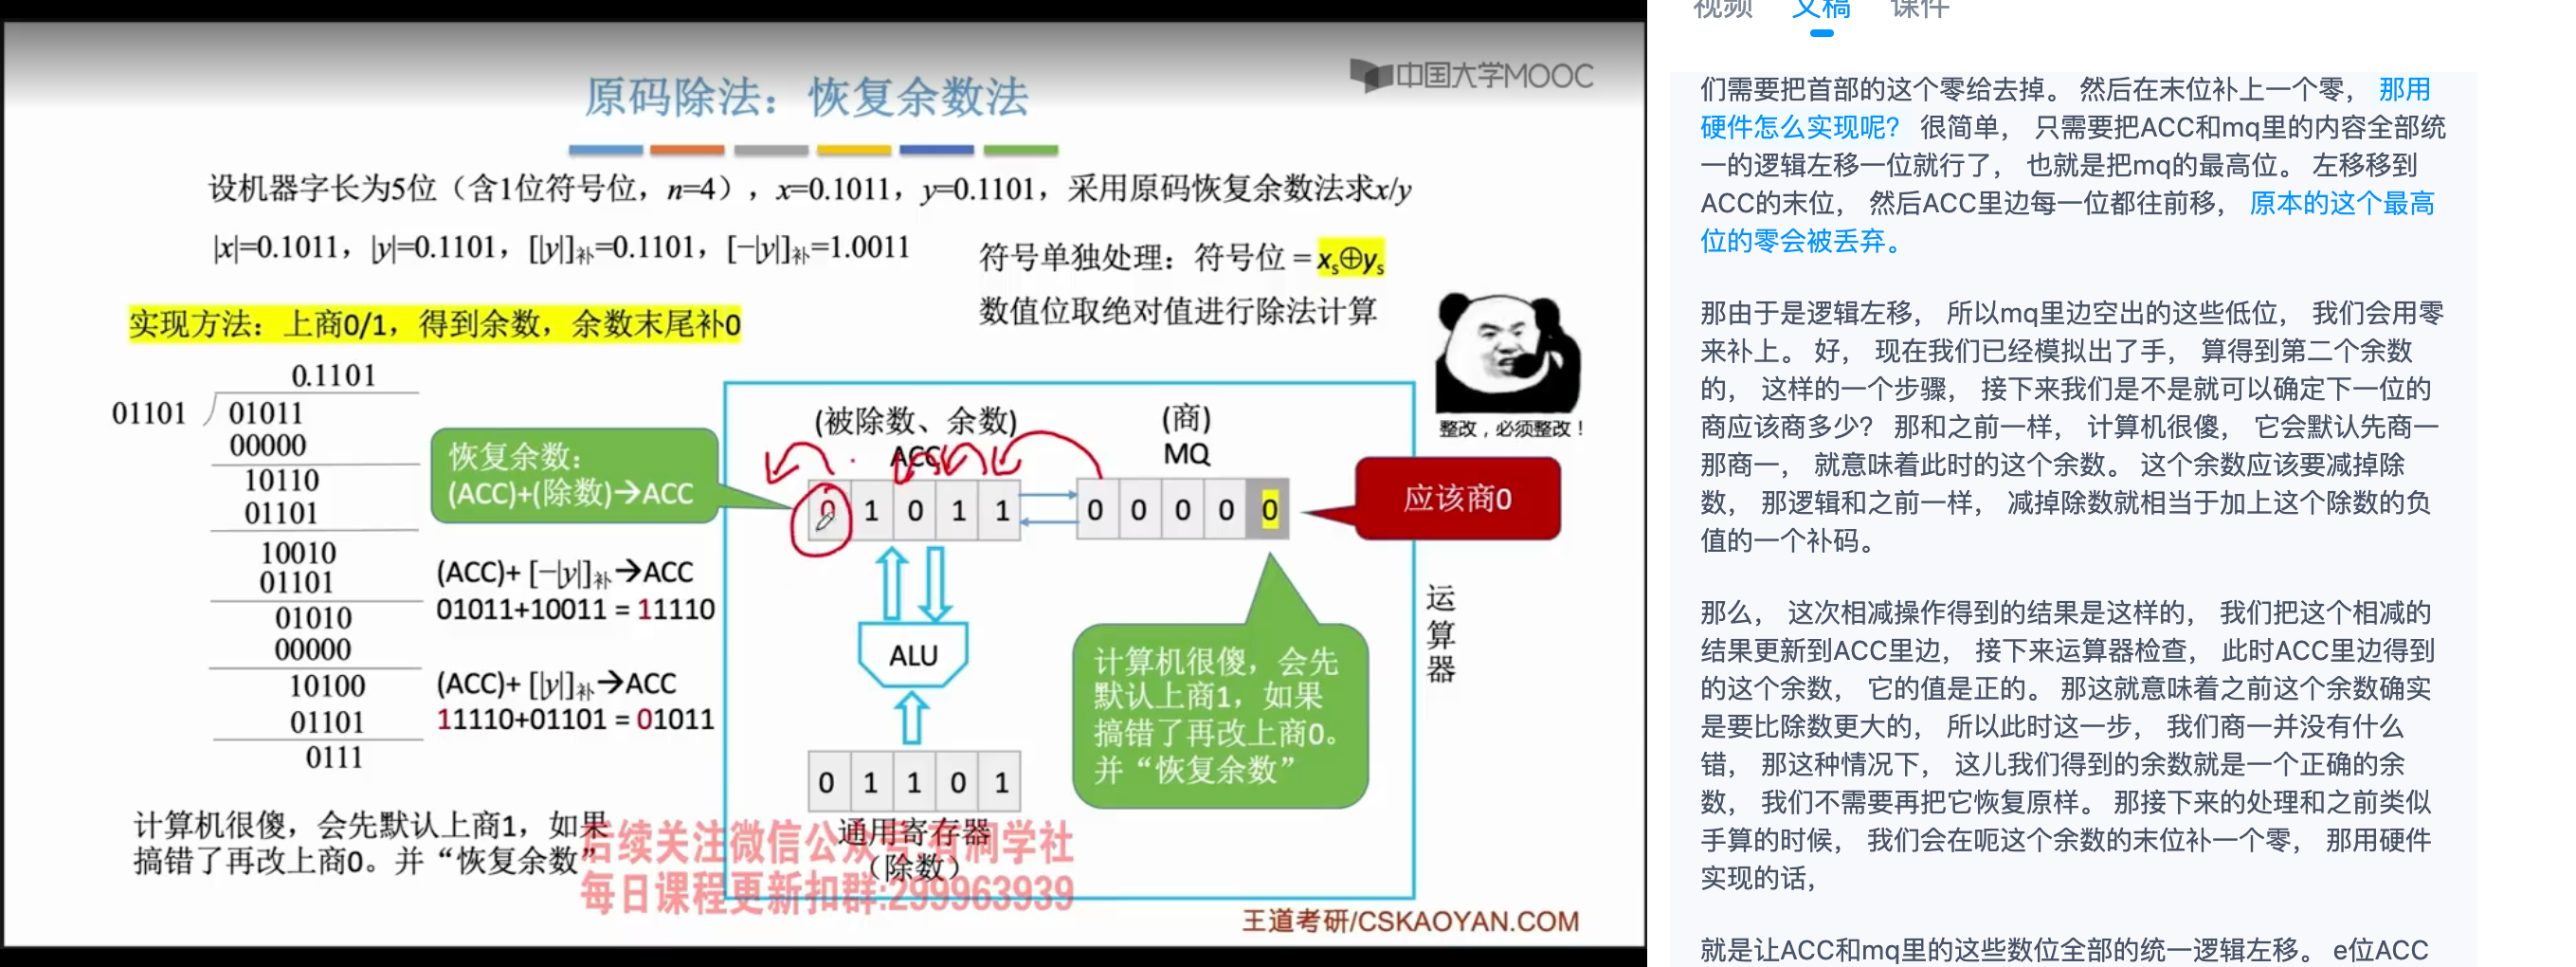 中国大学MOOC
原码除法：恢复余数法
设机器字长为5位（含1位符号位，n=4），x=0.1011，y=0.1101，采用原码恢复余数法求x/y
|x|=0.1011，|y|=0.1101，[|y|]补=0.1101，[−|y|]补=1.0011
符号单独处理：符号位 = xs⊕ys
数值位取绝对值进行除法计算
实现方法：上商0/1，得到余数，余数末尾补0
0.1101
01101
01011
00000
10110
01101
10010
01101
01010
00000
10100
01101
0111
恢复余数：
(ACC)+(除数)→ACC
(ACC)+ [−|y|]补→ACC
01011+10011 = 11110
(ACC)+ [|y|]补→ACC
11110+01101 = 01011
计算机很傻，会先默认上商1，如果
搞错了再改上商0。并“恢复余数”
(被除数、余数)
ACC
(商)
MQ
0 1 0 1 1
0 0 0 0 0
应该商0
整改，必须整改！
ALU
0 1 1 0 1
通用寄存器
（除数）
运
算
器
计算机很傻，会先
默认上商1，如果
搞错了再改上商0。
并“恢复余数”
后续关注微信公众号:有洞学社
每日课程更新扣群:299963939
王道考研/CSKAOYAN.COM
视频 文稿 课件
们需要把首部的这个零给去掉。 然后在末位补上一个零， 那用
硬件怎么实现呢？ 很简单， 只需要把ACC和mq里的内容全部统
一的逻辑左移一位就行了， 也就是把mq的最高位。 左移移到
ACC的末位， 然后ACC里边每一位都往前移， 原本的这个最高
位的零会被丢弃。
那由于是逻辑左移， 所以mq里边空出的这些低位， 我们会用零
来补上。 好， 现在我们已经模拟出了手， 算得到第二个余数
的， 这样的一个步骤， 接下来我们是不是就可以确定下一位的
商应该商多少？ 那和之前一样， 计算机很傻， 它会默认先商一
那商一， 就意味着此时的这个余数。 这个余数应该要减掉除
数， 那逻辑和之前一样， 减掉除数就相当于加上这个除数的负
值的一个补码。
那么， 这次相减操作得到的结果是这样的， 我们把这个相减的
结果更新到ACC里边， 接下来运算器检查， 此时ACC里边得到
的这个余数， 它的值是正的。 那这就意味着之前这个余数确实
是要比除数更大的， 所以此时这一步， 我们商一并没有什么
错， 那这种情况下， 这儿我们得到的余数就是一个正确的余
数， 我们不需要再把它恢复原样。 那接下来的处理和之前类似
手算的时候， 我们会在呃这个余数的末位补一个零， 那用硬件
实现的话，
就是让ACC和mq里的这些数位全部的统一逻辑左移。 e位ACC